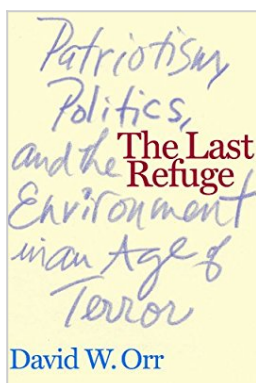 Patriotism,
Politics,
and the
The Last
Refuge
Environment
in an Age of
Terror
David W. Orr